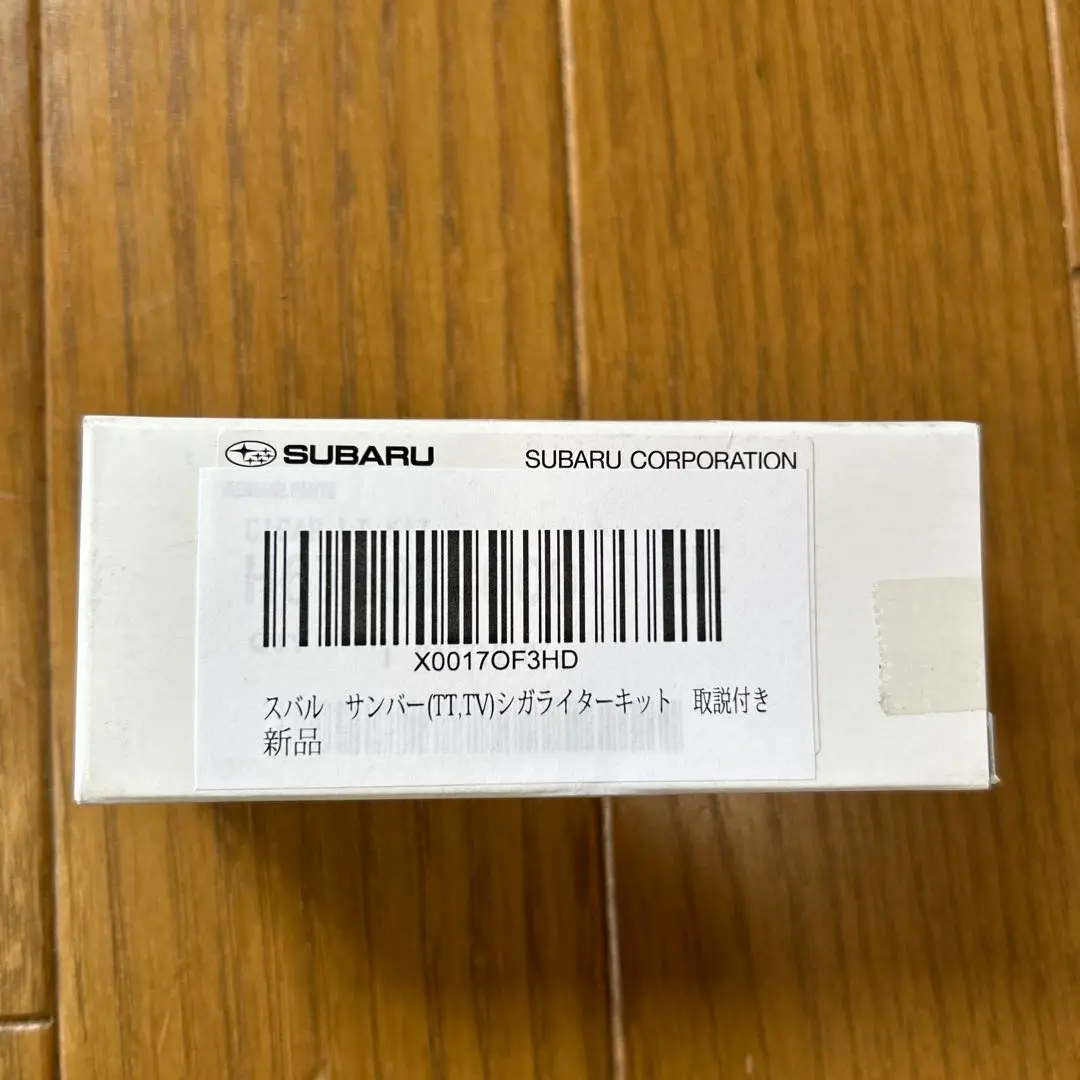 SUBARU SUBARU CORPORATION
X0017OF3HD
スバル　サンバー(TT,TV)シガライターキット　取説付き
新品